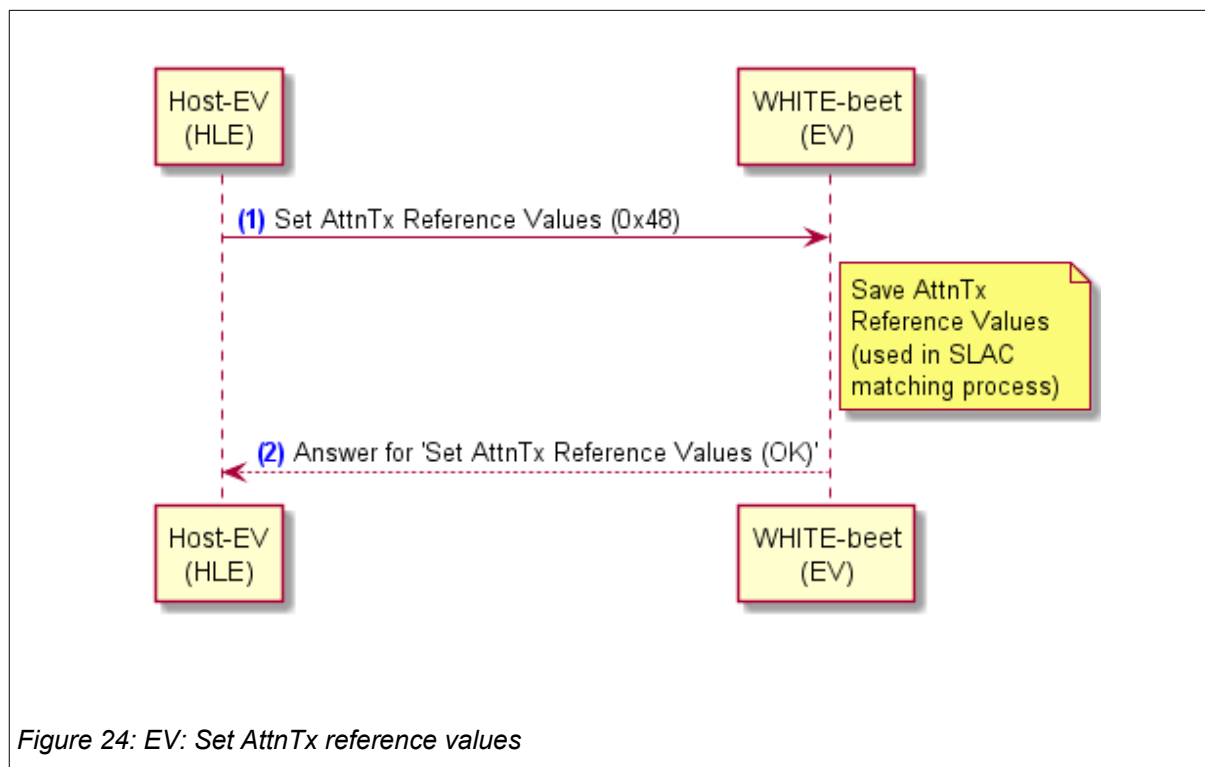 Host-EV
(HLE)
WHITE-beet
(EV)
(1) Set AttnTx Reference Values (0x48)
Save AttnTx
Reference Values
(used in SLAC
matching process)
(2) Answer for 'Set AttnTx Reference Values (OK)'
Host-EV
(HLE)
WHITE-beet
(EV)
Figure 24: EV: Set AttnTx reference values